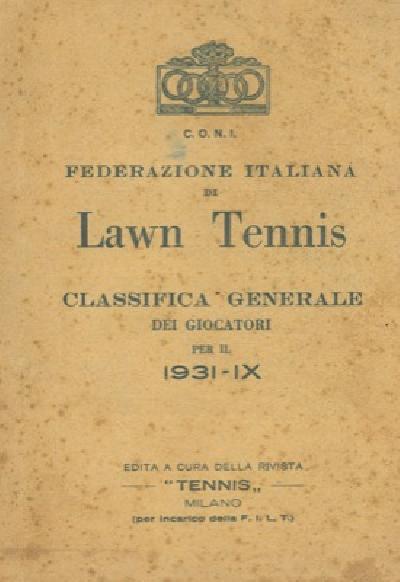 C. O. N. I.
FEDERAZIONE ITALIANA
DI
Lawn Tennis
CLASSIFICA GENERALE
DEI GIOCATORI
PER IL
1931-IX
EDITA A CURA DELLA RIVISTA
"TENNIS„
MILANO
(per incarico della F. I. L. T.)